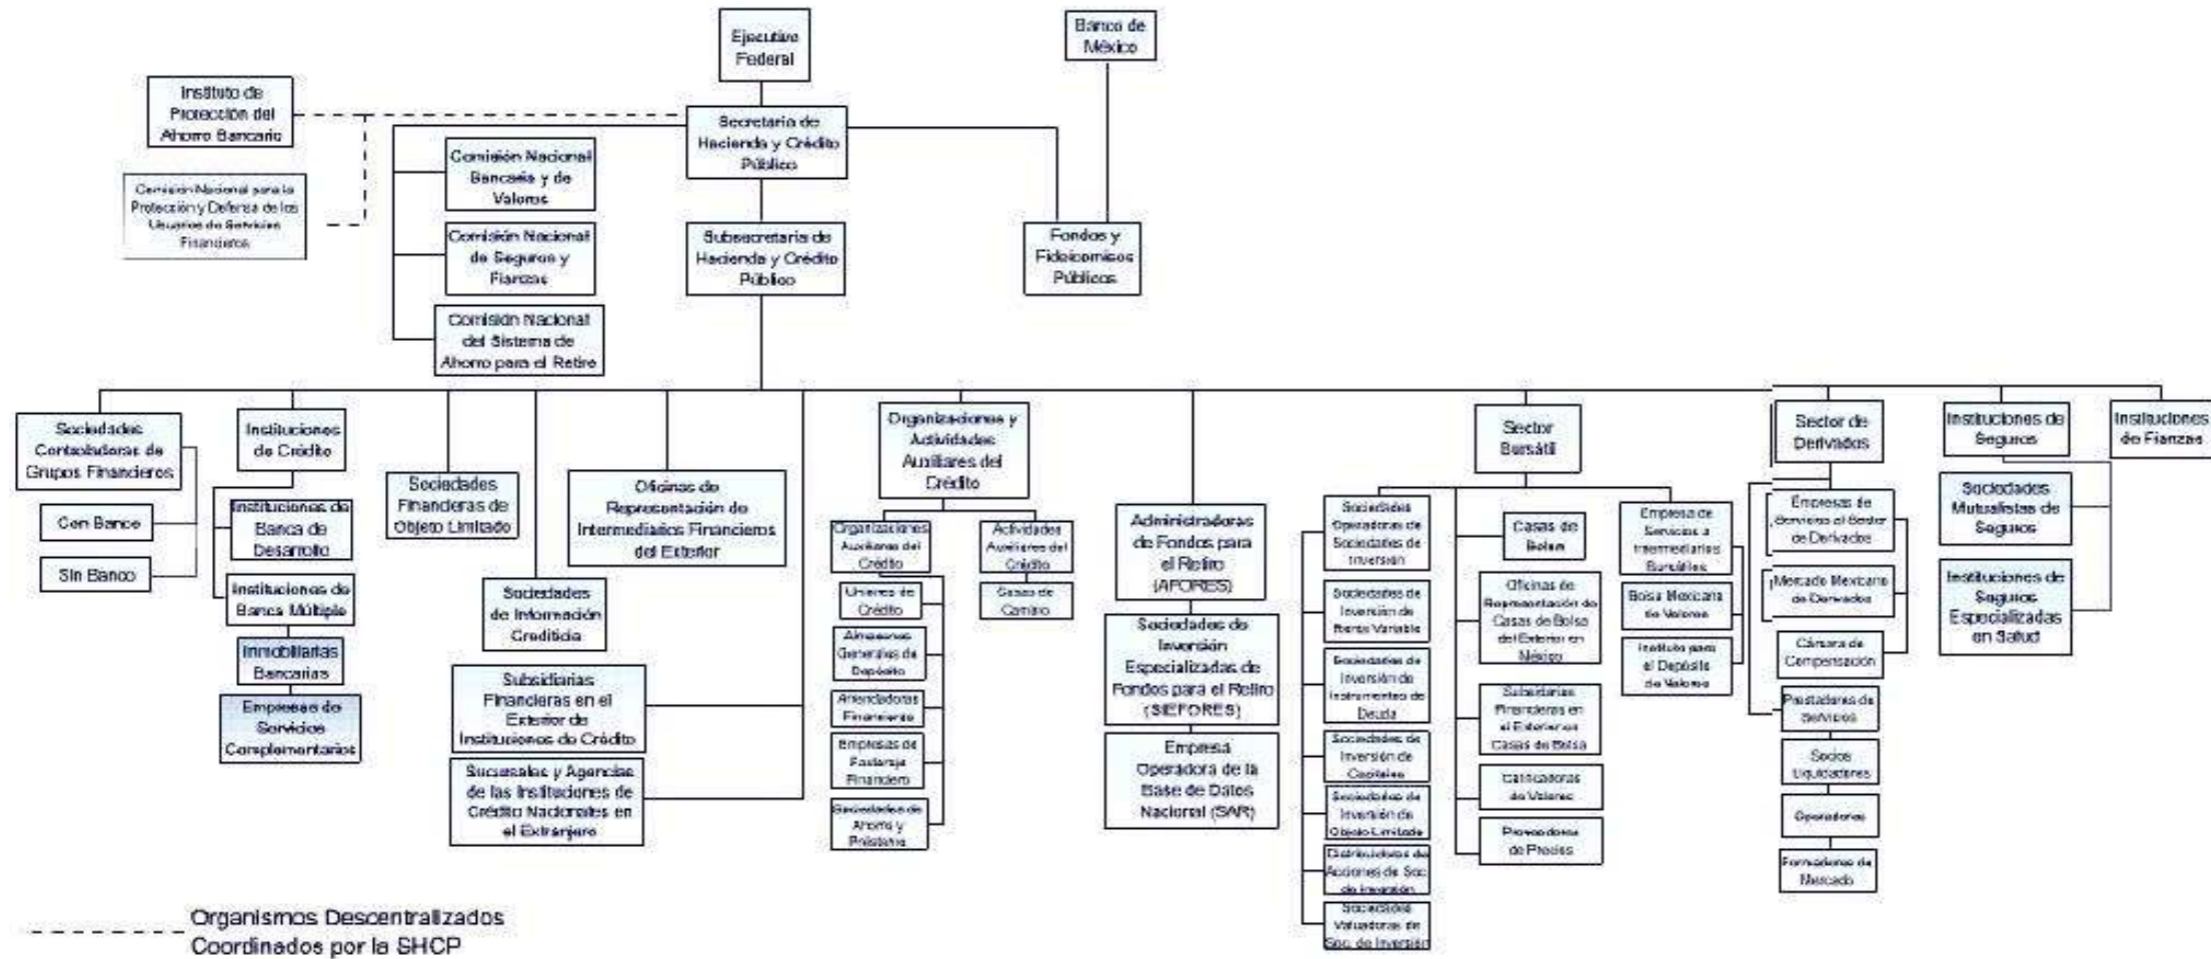 Ejecutivo
Federal
Banco de
México
Instituto de
Protección del
Ahorro Bancario
Secretaría de
Hacienda y Crédito
Público
Comisión Nacional
Bancaria y de
Valores
Comisión Nacional para la
Protección y Defensa de los
Usuarios de Servicios
Financieros
Comisión Nacional
de Seguros y
Fianzas
Subsecretaría de
Hacienda y Crédito
Público
Fondos y
Fideicomisos
Públicos
Comisión Nacional
del Sistema de
Ahorro para el Retiro
Sociedades
Controladoras de
Grupos Financieros
Con Banco
Sin Banco
Instituciones
de Crédito
Instituciones de
Banca de
Desarrollo
Instituciones de
Banca Múltiple
Inmobiliarias
Bancarias
Empresas de
Servicios
Complementarios
Sociedades
Financieras de
Objeto Limitado
Sociedades
de Información
Crediticia
Oficinas de
Representación de
Intermediarios Financieros
del Exterior
Subsidiarias
Financieras en el
Exterior de
Instituciones de Crédito
Sucursales y Agencias
de las Instituciones de
Crédito Nacionales en
el Extranjero
Organizaciones y
Actividades
Auxiliares del
Crédito
Organizaciones
Auxiliares del
Crédito
Uniones de
Crédito
Almacenes
Generales de
Depósito
Arrendadoras
Financieras
Empresas de
Factoraje
Financiero
Sociedades de
Ahorro y
Préstamo
Actividades
Auxiliares del
Crédito
Casas de
Cambio
Administradoras
de Fondos para
el Retiro
(AFORES)
Sociedades de
Inversión
Especializadas de
Fondos para el Retiro
(SIEFORES)
Empresa
Operadora de la
Base de Datos
Nacional (SAR)
Sector
Bursátil
Sociedades
Operadoras de
Sociedades de
Inversión
Sociedades de
Inversión de
Renta Variable
Sociedades de
Inversión de
Instrumentos de
Deuda
Sociedades de
Inversión de
Capitales
Sociedades de
Inversión de
Objeto Limitado
Distribuidoras de
Acciones de Soc.
de Inversión
Sociedades
Valuadoras de
Soc. de Inversión
Casas de
Bolsa
Oficinas de
Representación de
Casas de Bolsa
del Exterior en
México
Subsidiarias
Financieras en
el Exterior en
Casas de Bolsa
Calificadoras
de Valores
Proveedores
de Precios
Empresa de
Servicios a
Intermediarios
Bursátiles
Bolsa Mexicana
de Valores
Instituto para
el Depósito
de Valores
Sector de
Derivados
Empresas de
Servicios al Sector
de Derivados
Mercado Mexicano
de Derivados
Cámara de
Compensación
Prestadores de
Servicios
Socios
Liquidadores
Operadores
Formadores de
Mercado
Instituciones de
Seguros
Sociedades
Mutualistas de
Seguros
Instituciones de
Seguros
Especializadas
en Salud
Instituciones
de Fianzas
Organismos Descentralizados
Coordinados por la SHCP